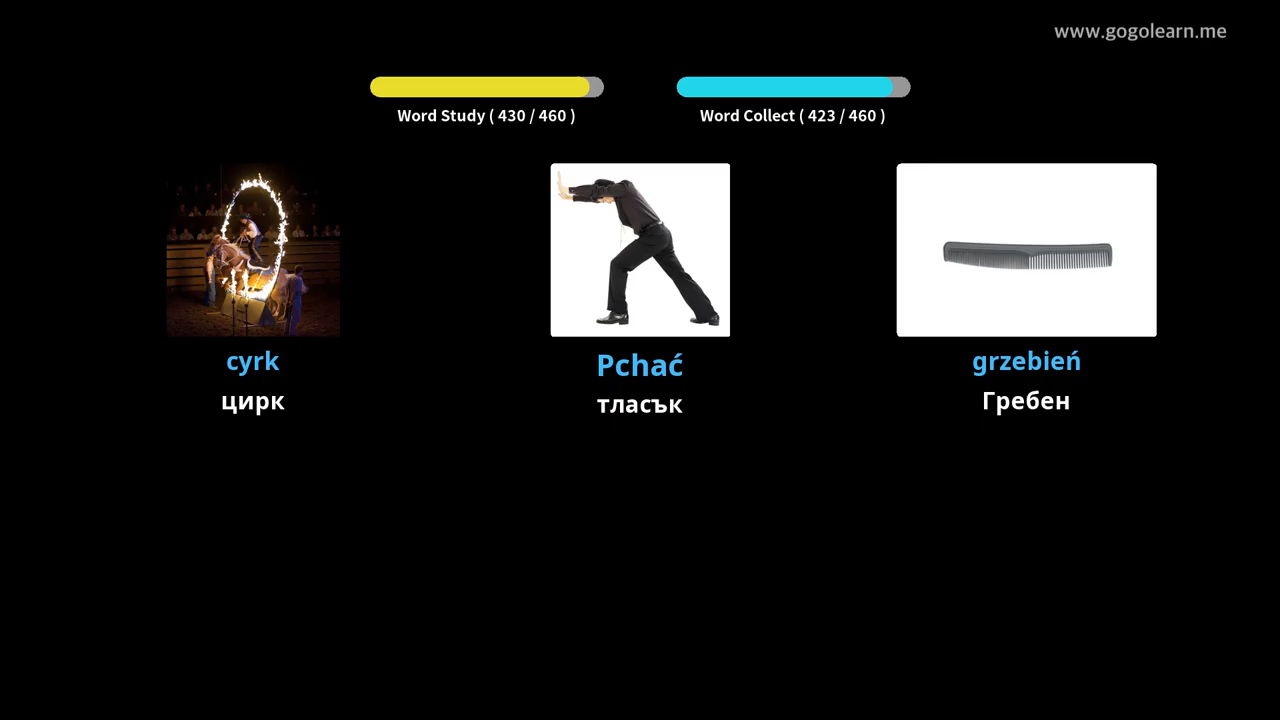 www.gogolearn.me
Word Study ( 430 / 460 )
Word Collect ( 423 / 460 )
cyrk
Pchać
grzebień
цирк
тласък
Гребен